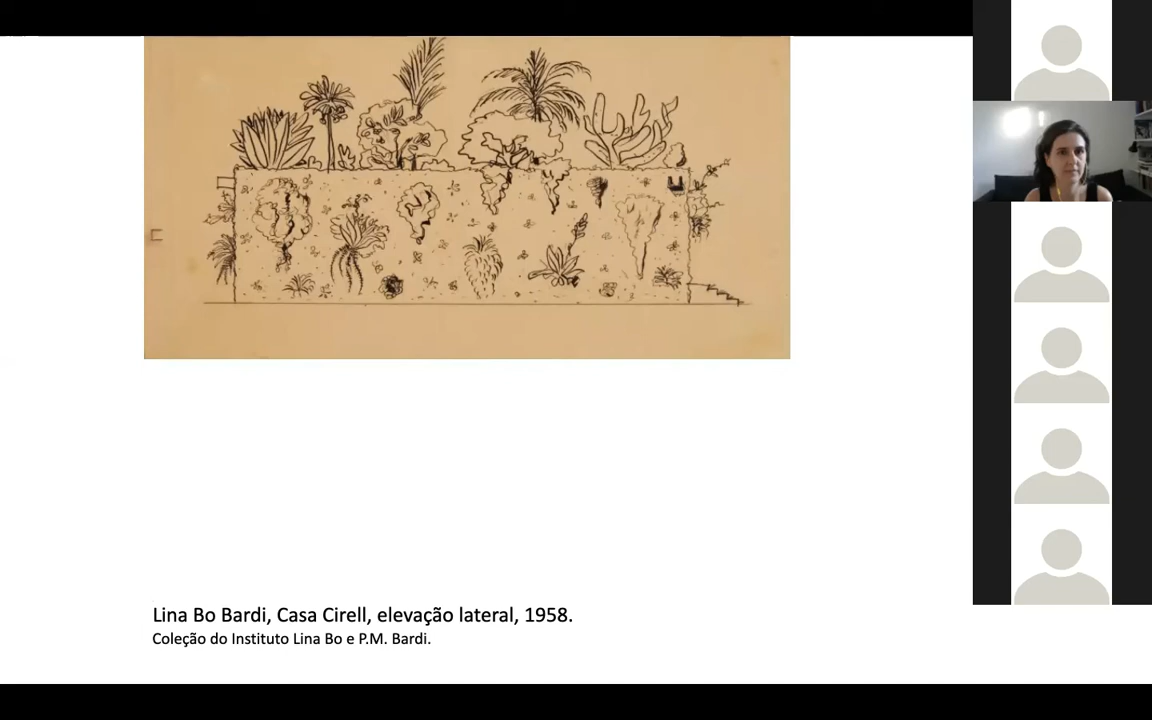 Lina Bo Bardi, Casa Cirell, elevação lateral, 1958.
Coleção do Instituto Lina Bo e P.M. Bardi.